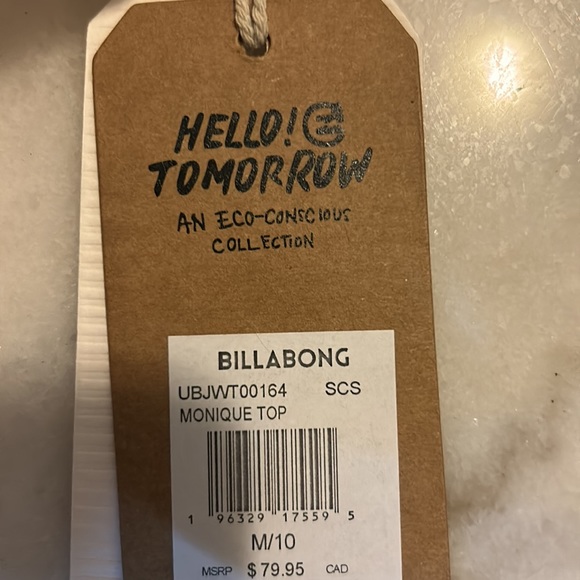 HELLO!
TOMORROW
AN ECO-CONSCIOUS
COLLECTION
BILLABONG
UBJWT00164 SCS
MONIQUE TOP
1 96329 17559 5
M/10
MSRP $79.95 CAD